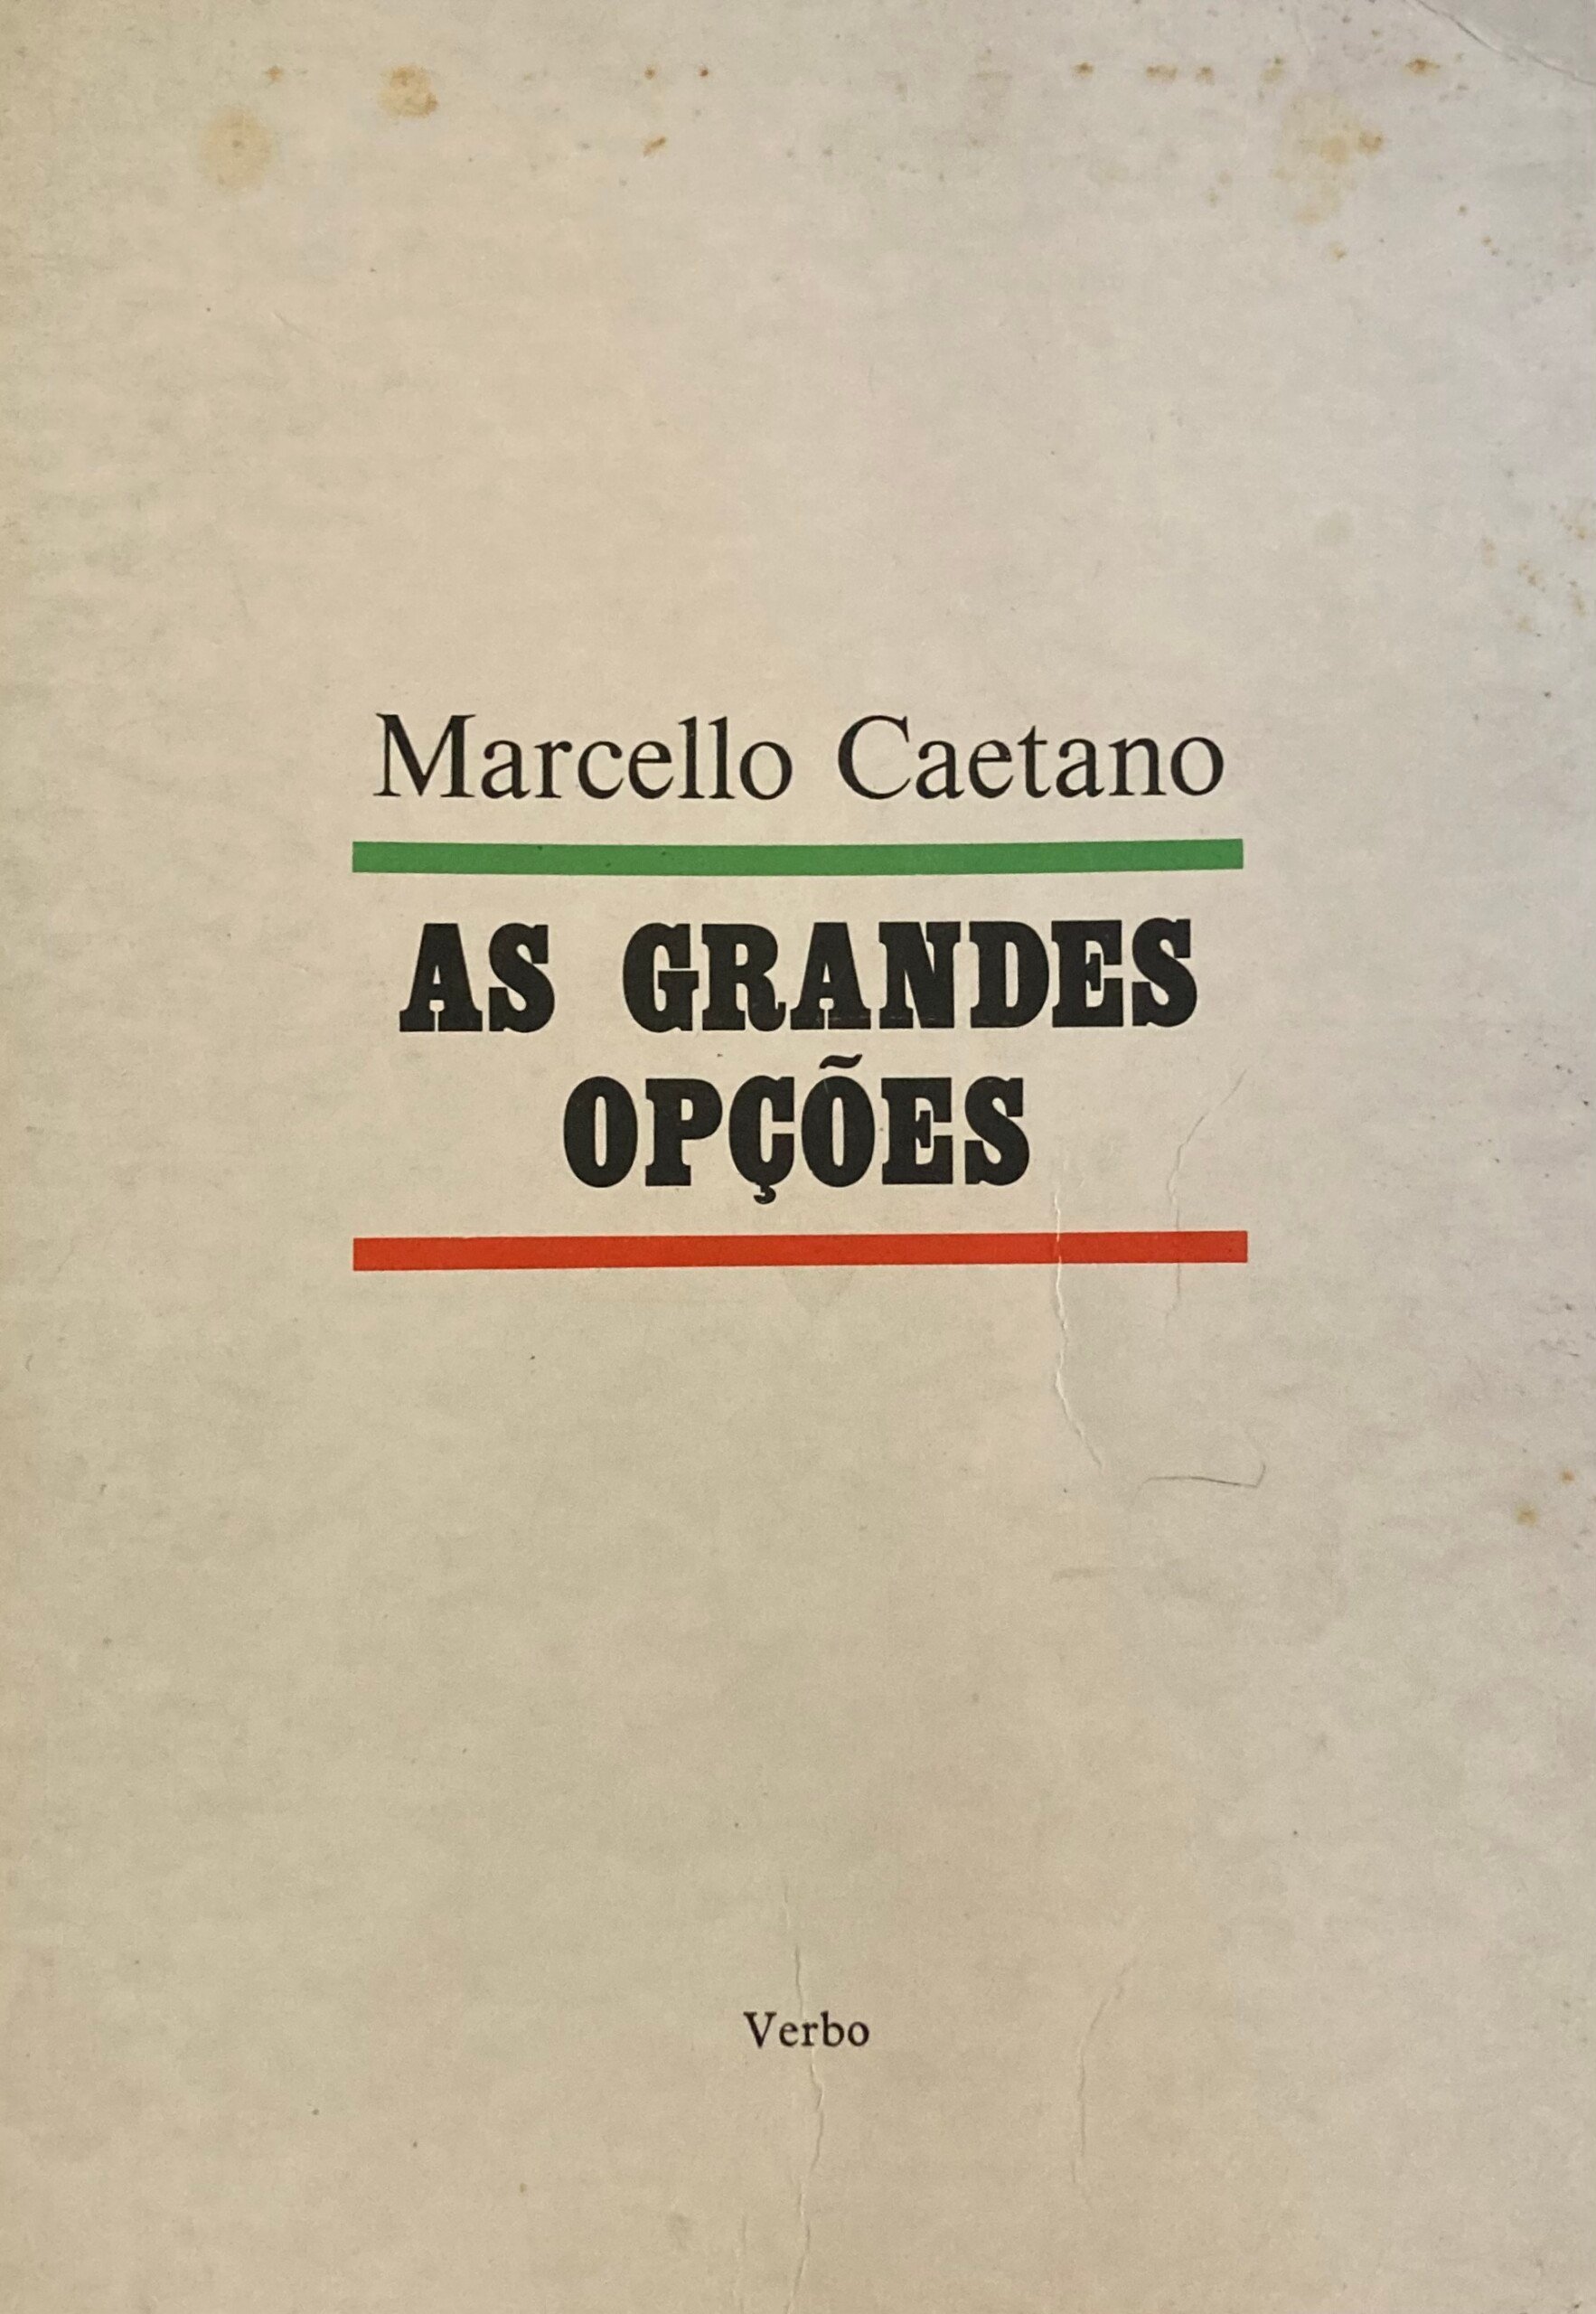 Marcello Caetano
AS GRANDES
OPÇÕES
Verbo